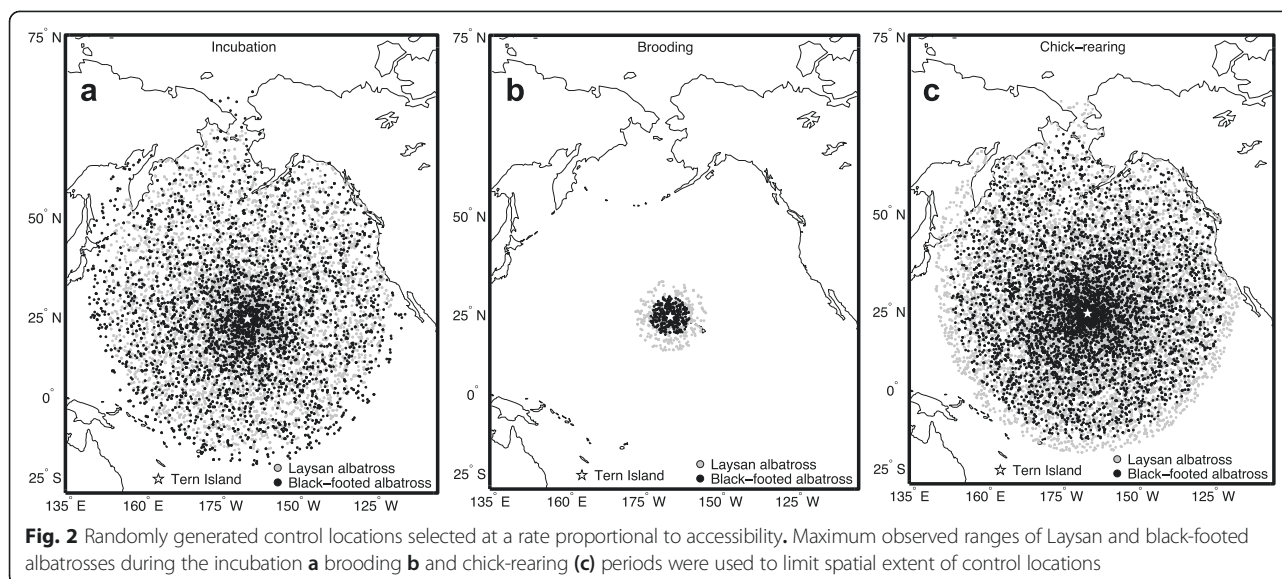 75° N
Incubation
a
50° N
25° N
0°
25° S
Laysan albatross
Tern Island
Black–footed albatross
135° E
160° E
175° W
150° W
125° W
75° N
Brooding
b
50° N
25° N
0°
25° S
Laysan albatross
Tern Island
Black–footed albatross
135° E
160° E
175° W
150° W
125° W
75° N
Chick–rearing
c
50° N
25° N
0°
25° S
Laysan albatross
Tern Island
Black–footed albatross
135° E
160° E
175° W
150° W
125° W
Fig. 2 Randomly generated control locations selected at a rate proportional to accessibility. Maximum observed ranges of Laysan and black-footed
albatrosses during the incubation a brooding b and chick-rearing (c) periods were used to limit spatial extent of control locations